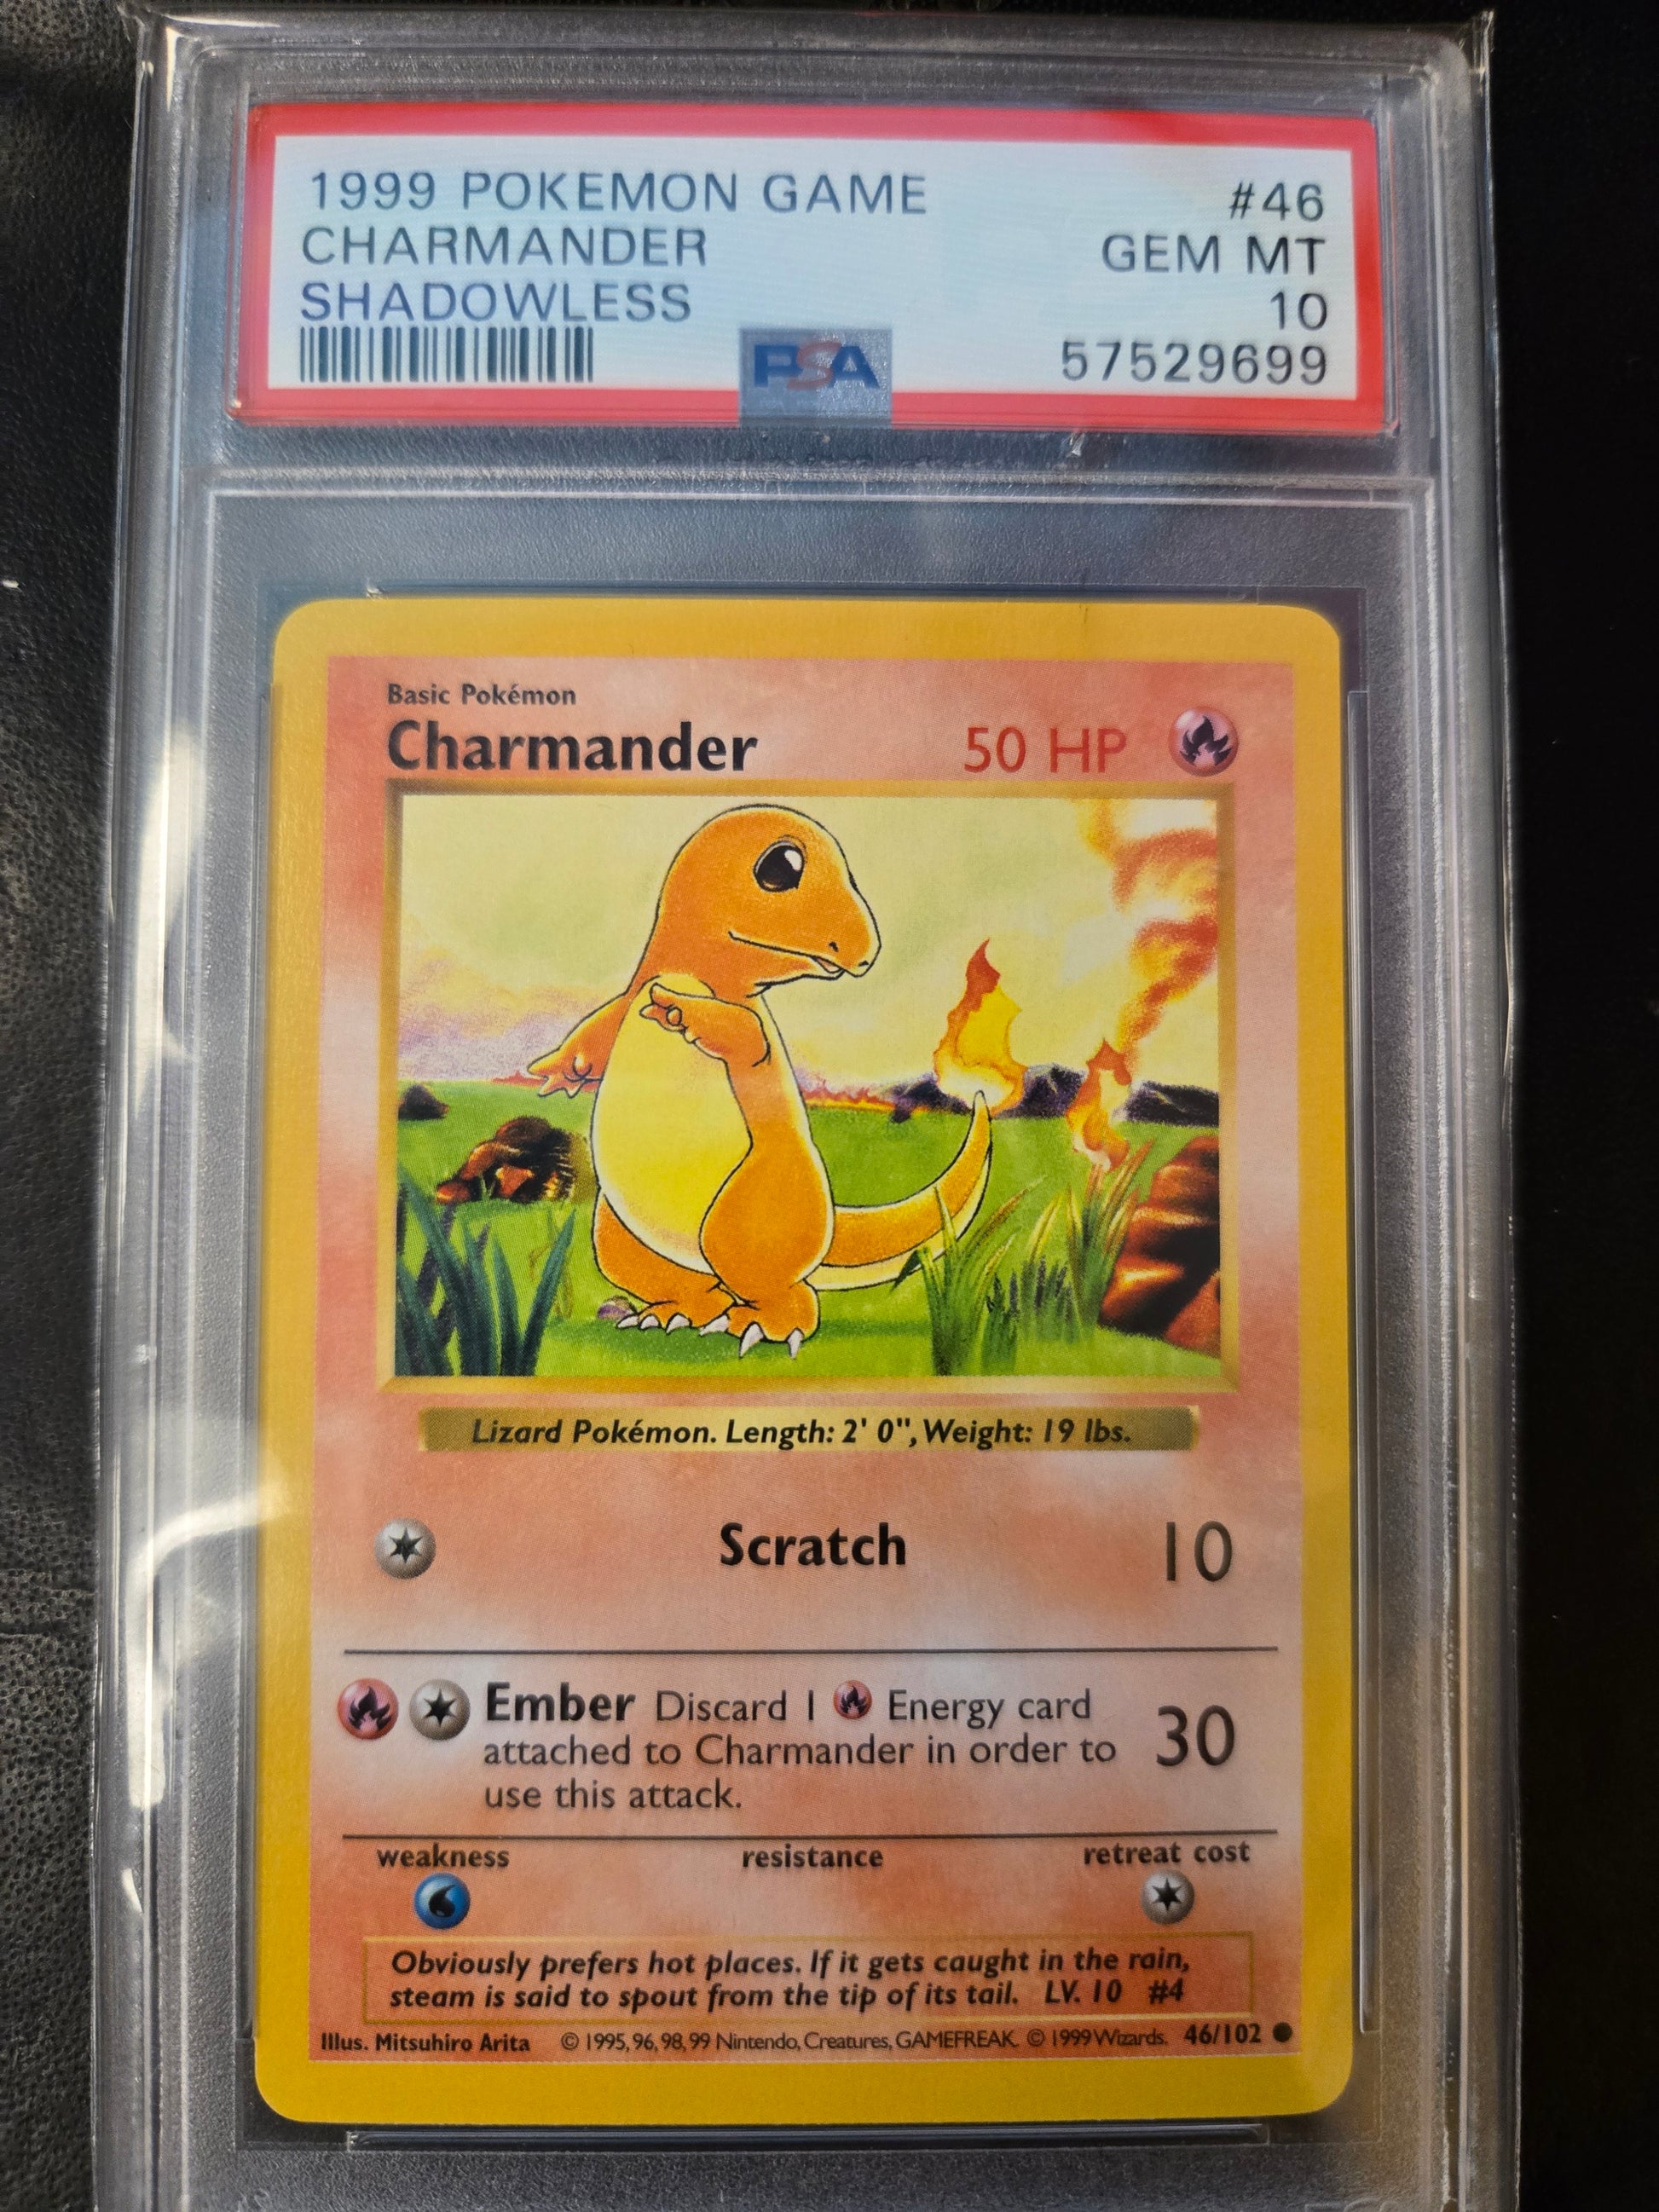 1999 POKEMON GAME #46
CHARMANDER GEM MT
SHADOWLESS 10
PSA 57529699
Basic Pokémon
Charmander 50 HP
Lizard Pokémon. Length: 2' 0", Weight: 19 lbs.
Scratch 10
Ember Discard 1 Energy card
attached to Charmander in order to
use this attack.
30
weakness resistance retreat cost
Obviously prefers hot places. If it gets caught in the rain,
steam is said to spout from the tip of its tail. LV. 10 #4
Illus. Mitsuhiro Arita © 1995, 96, 98, 99 Nintendo, Creatures, GAMEFREAK. © 1999 Wizards. 46/102 ●